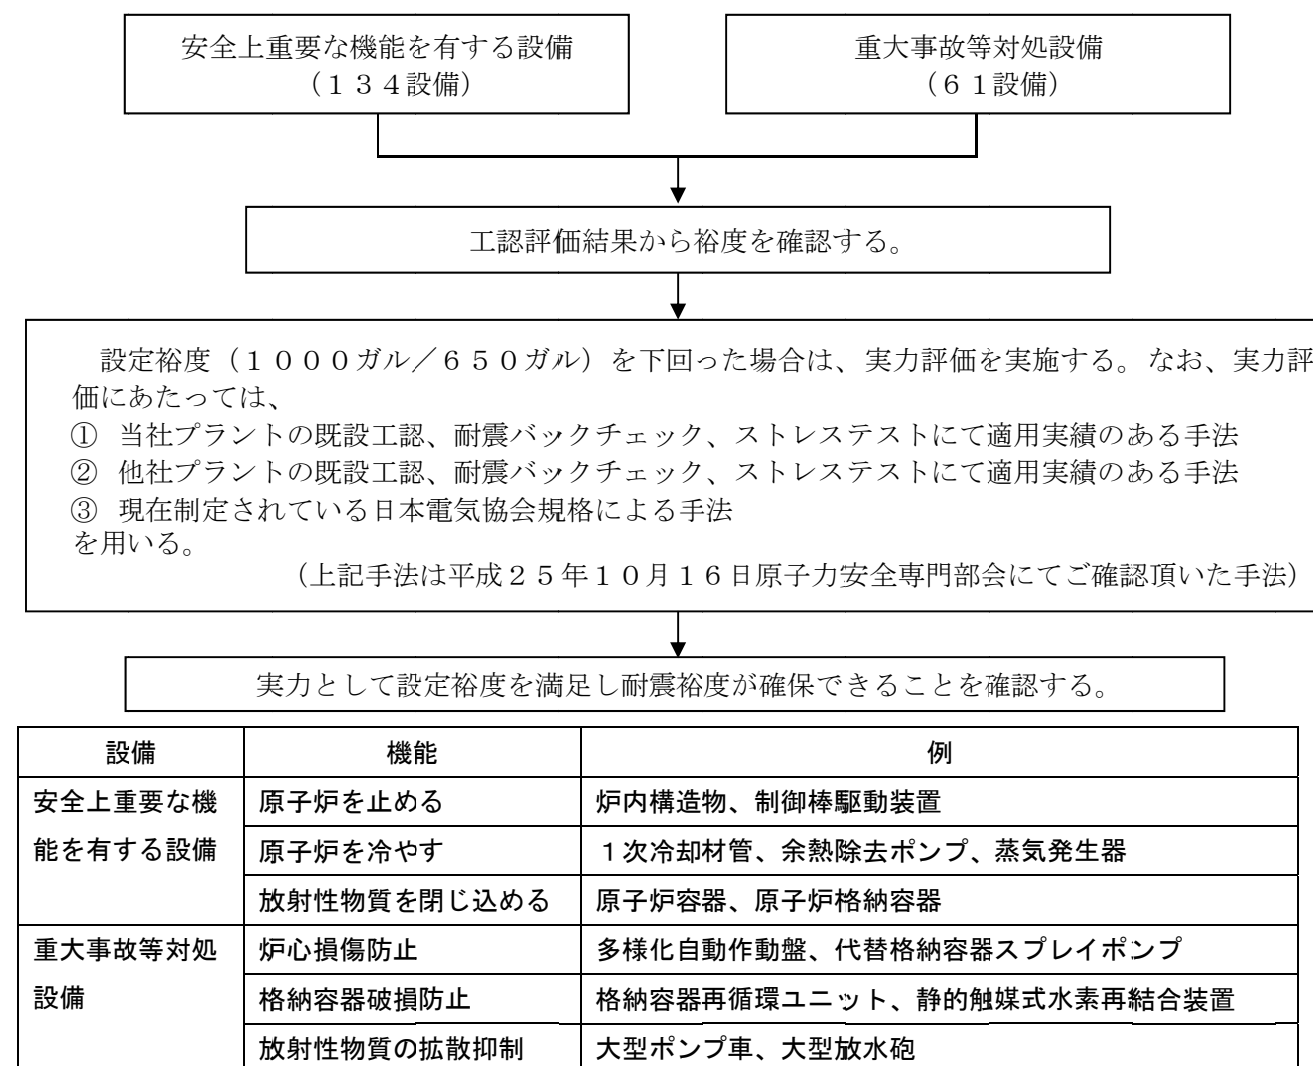 安全上重要な機能を有する設備
（１３４設備）
重大事故等対処設備
（６１設備）
工認評価結果から裕度を確認する。
設定裕度（１０００ガル／６５０ガル）を下回った場合は、実力評価を実施する。なお、実力評
価にあたっては、
① 当社プラントの既設工認、耐震バックチェック、ストレステストにて適用実績のある手法
② 他社プラントの既設工認、耐震バックチェック、ストレステストにて適用実績のある手法
③ 現在制定されている日本電気協会規格による手法
を用いる。
（上記手法は平成２５年１０月１６日原子力安全専門部会にてご確認頂いた手法）
実力として設定裕度を満足し耐震裕度が確保できることを確認する。
設備 機能 例
安全上重要な機 原子炉を止める 炉内構造物、制御棒駆動装置
能を有する設備 原子炉を冷やす １次冷却材管、余熱除去ポンプ、蒸気発生器
放射性物質を閉じ込める 原子炉容器、原子炉格納容器
重大事故等対処 炉心損傷防止 多様化自動作動盤、代替格納容器スプレイポンプ
設備 格納容器破損防止 格納容器再循環ユニット、静的触媒式水素再結合装置
放射性物質の拡散抑制 大型ポンプ車、大型放水砲